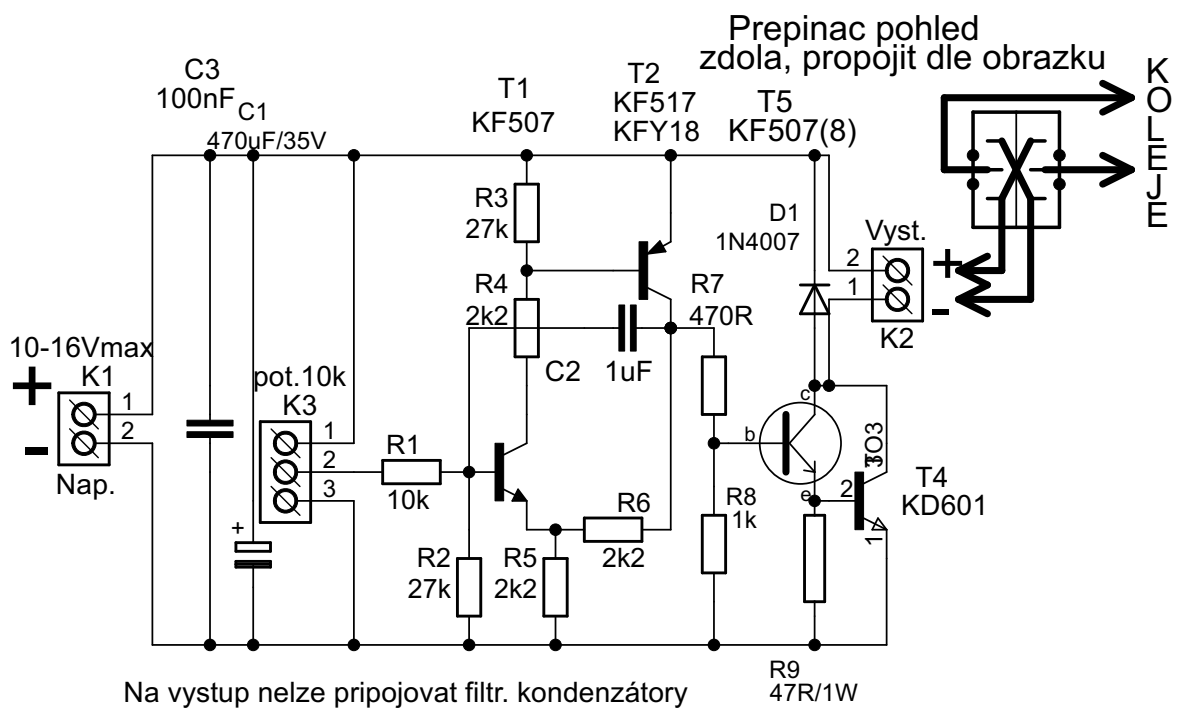 Prepinac pohled
zdola, propojit dle obrazku
K
O
L
E
J
E
C3
100nF
C1
470uF/35V
T1
KF507
T2
KF517
KFY18
T5
KF507(8)
R3
27k
D1
1N4007
Vyst.
2
1
+
-
K2
R4
2k2
R7
470R
C2
1uF
10-16Vmax
+
K1
1
2
-
Nap.
pot.10k
K3
1
2
3
R1
10k
c
b
e
TO3
3
2
1
T4
KD601
R6
2k2
R8
1k
+
R2
27k
R5
2k2
R9
47R/1W
Na vystup nelze pripojovat filtr. kondenzátory